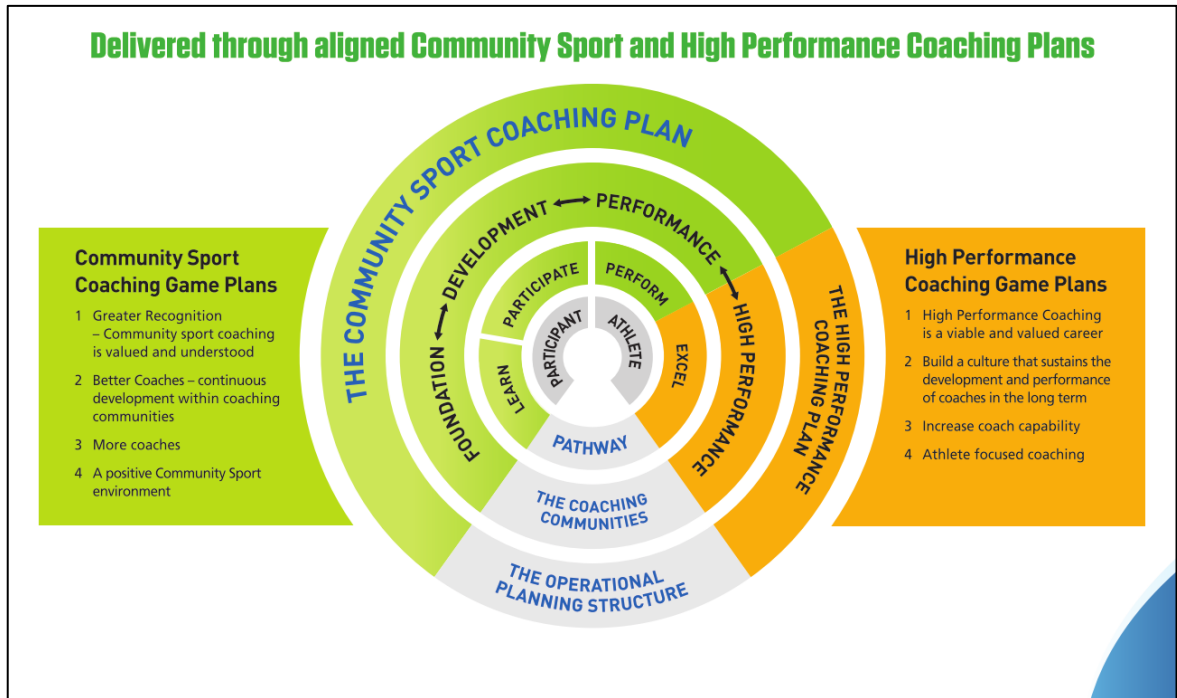 Delivered through aligned Community Sport and High Performance Coaching Plans
THE COMMUNITY SPORT COACHING PLAN
Community Sport
Coaching Game Plans
1 Greater Recognition
– Community sport coaching
is valued and understood
2 Better Coaches – continuous
development within coaching
communities
3 More coaches
4 A positive Community Sport
environment
FOUNDATION
DEVELOPMENT
PERFORMANCE
HIGH PERFORMANCE
LEARN
PARTICIPATE
PERFORM
EXCEL
PARTICIPANT
ATHLETE
PATHWAY
THE COACHING
COMMUNITIES
THE OPERATIONAL
PLANNING STRUCTURE
THE HIGH PERFORMANCE
COACHING PLAN
High Performance
Coaching Game Plans
1 High Performance Coaching
is a viable and valued career
2 Build a culture that sustains the
development and performance
of coaches in the long term
3 Increase coach capability
4 Athlete focused coaching